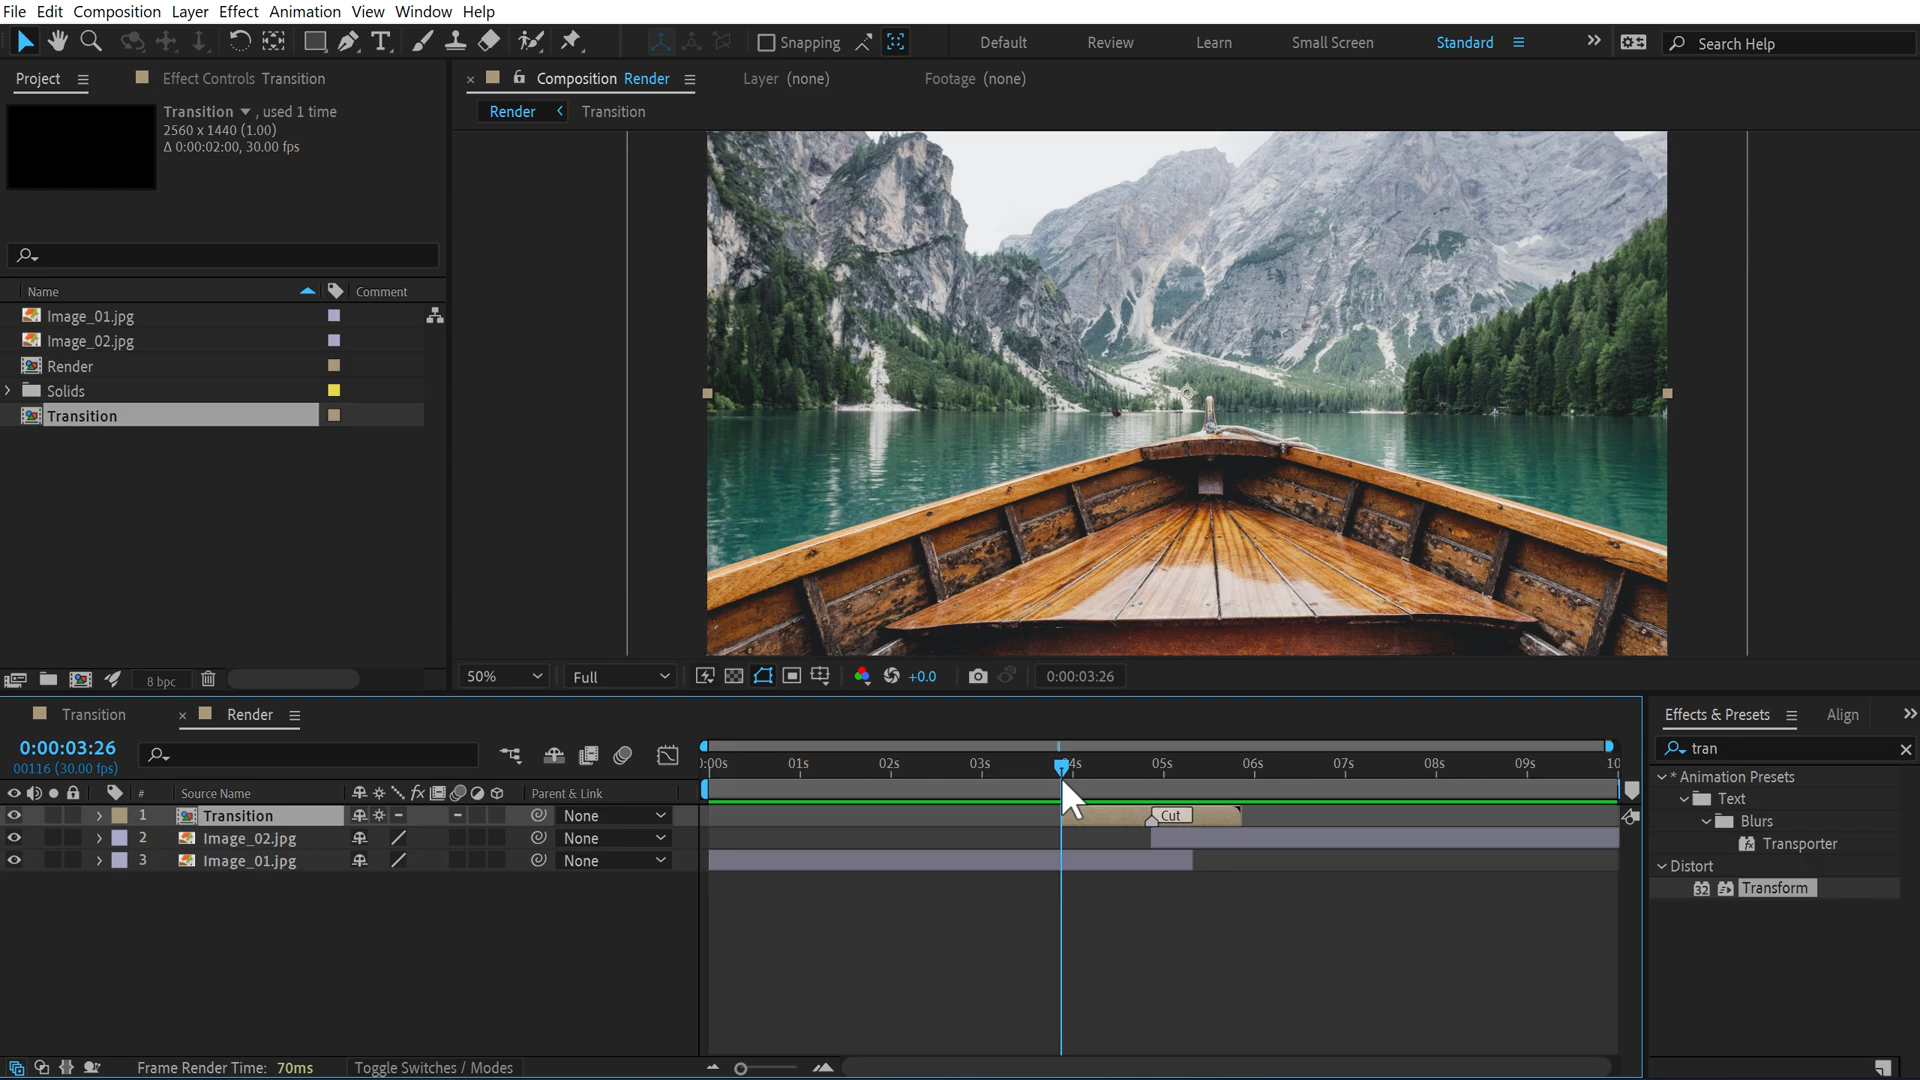 File Edit Composition Layer Effect Animation View Window Help
Snapping Default Review Learn Small Screen Standard Search Help
Project Effect Controls Transition Composition Render Layer (none) Footage (none)
Render Transition
Transition , used 1 time
2560 x 1440 (1.00)
Δ 0:00:02:00, 30.00 fps
Name Comment
Image_01.jpg
Image_02.jpg
Render
Solids
Transition
8 bpc 50% Full +0.0 0:00:03:26
Transition Render Effects & Presets Align
0:00:03:26
00116 (30.00 fps)
tran
):00s 01s 02s 03s 04s 05s 06s 07s 08s 09s 10
# Source Name fx Parent & Link
1 Transition None Cut
2 Image_02.jpg None
3 Image_01.jpg None
* Animation Presets
Text
Blurs
Transporter
Distort
32 Transform
Frame Render Time: 70ms Toggle Switches / Modes